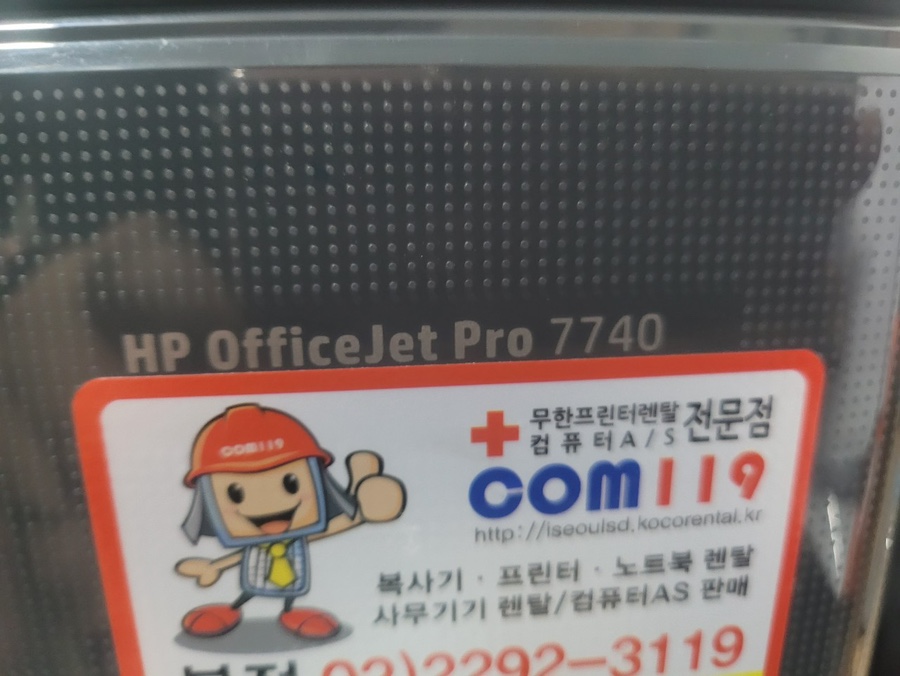 HP OfficeJet Pro 7740
COM119
무한프린터렌탈 전문점
컴퓨터A/S
COM119
http://iseoulsd.kocorental.kr
복사기 · 프린터 · 노트북 렌탈
사무기기 렌탈/컴퓨터AS 판매
본점 02)2292-3119